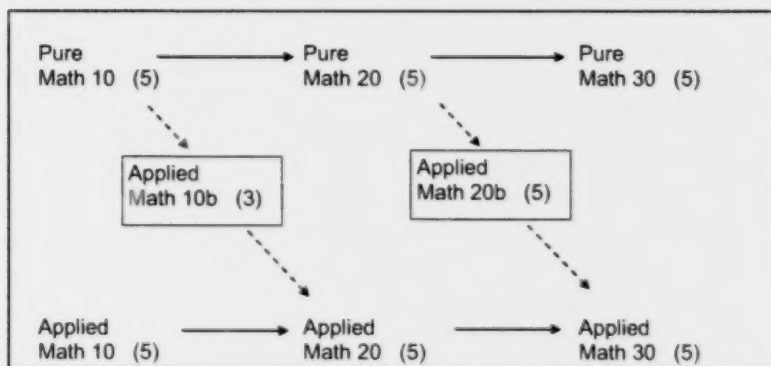 Pure
Math 10 (5)
Pure
Math 20 (5)
Pure
Math 30 (5)
Applied
Math 10b (3)
Applied
Math 20b (5)
Applied
Math 10 (5)
Applied
Math 20 (5)
Applied
Math 30 (5)